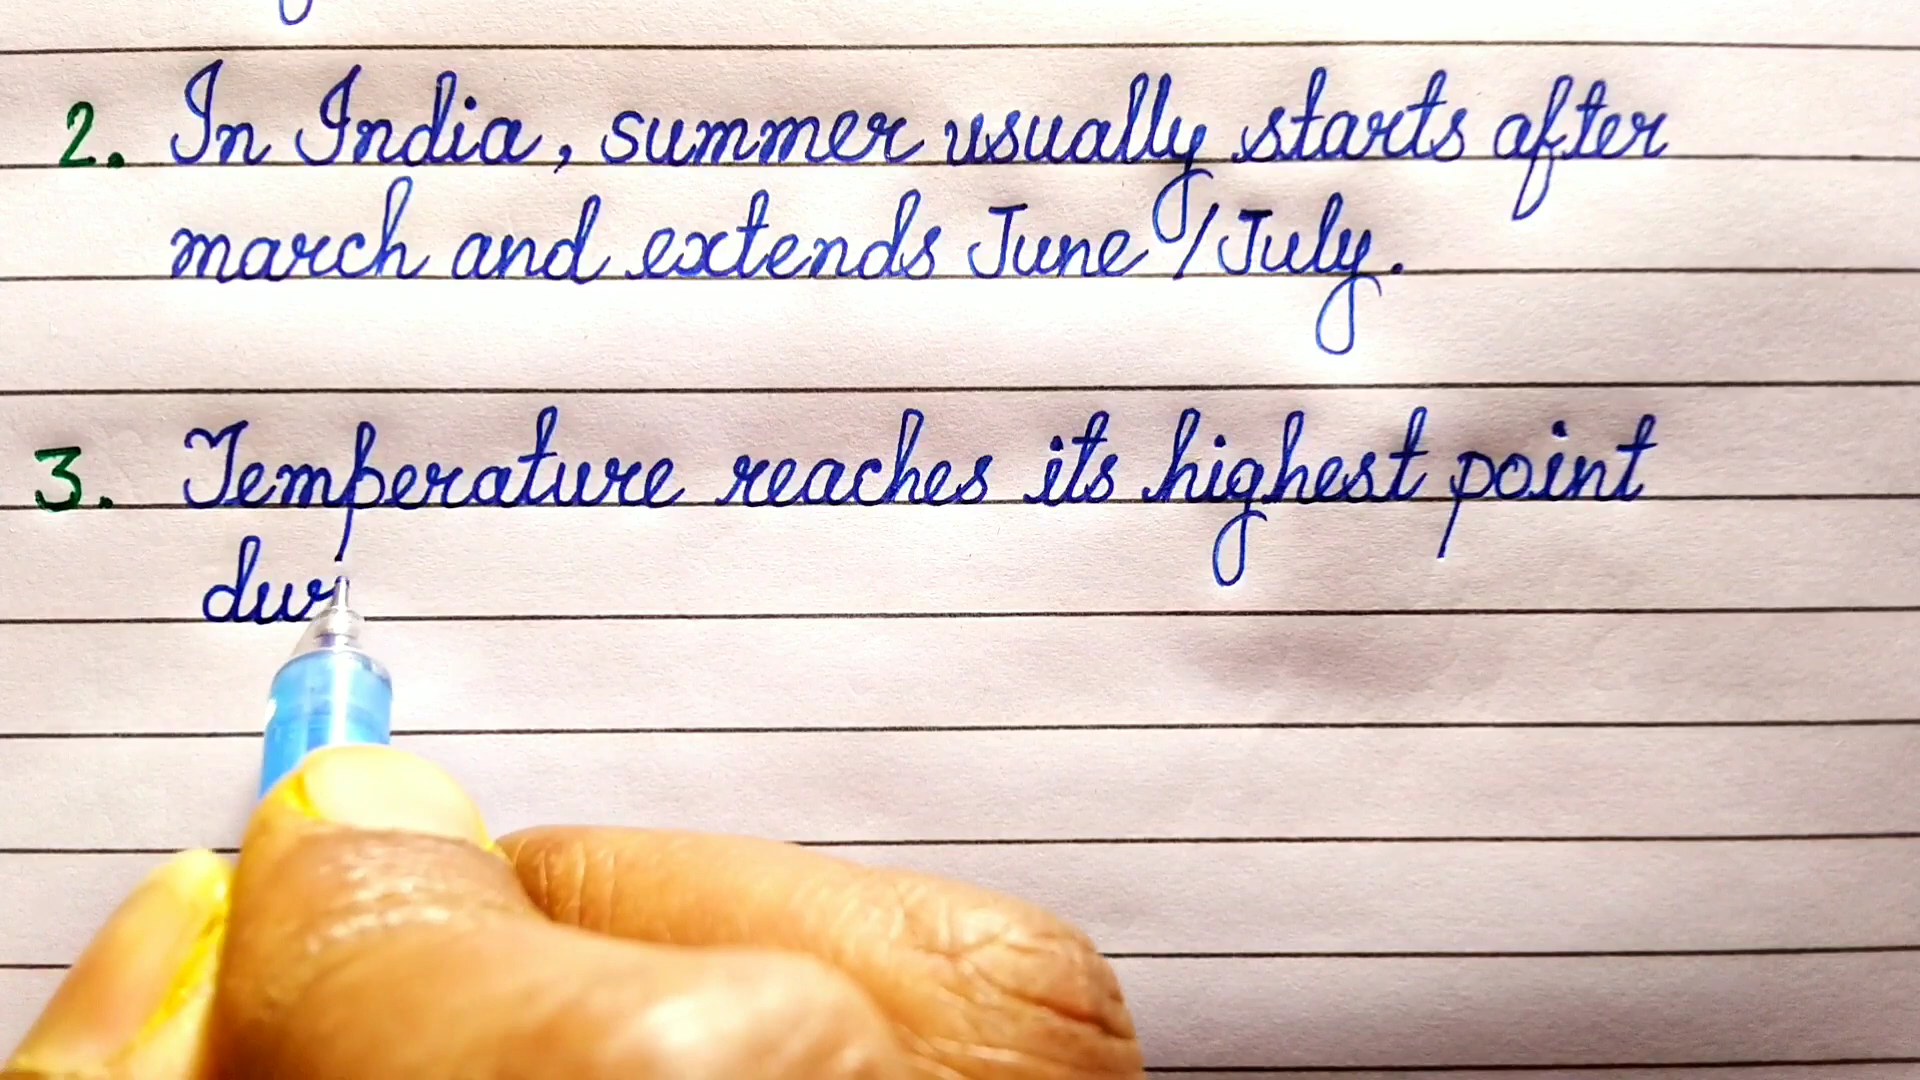 2. In India, summer usually starts after
march and extends June/July.
3. Temperature reaches its highest point
dur